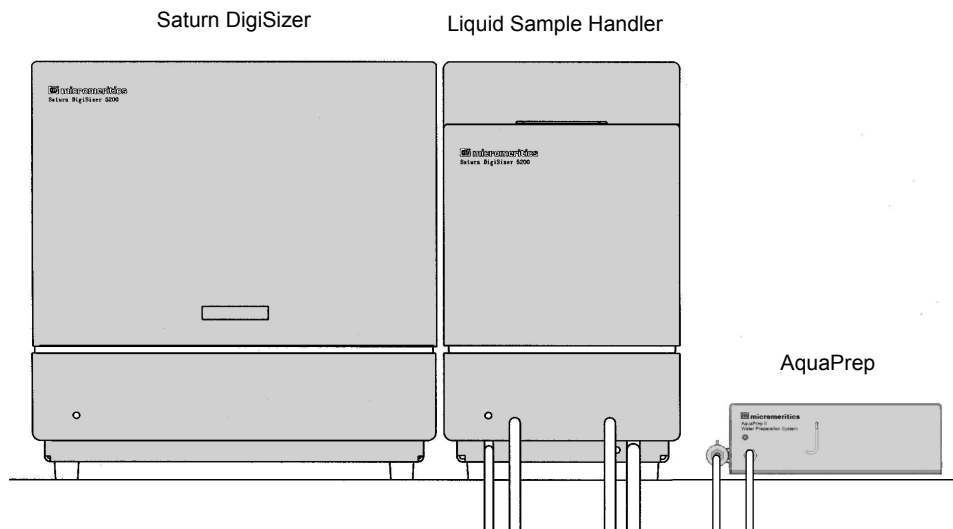 Saturn DigiSizer
Liquid Sample Handler
micromeritics
Saturn DigiSizer 5200
micromeritics
Saturn DigiSizer 5200
AquaPrep
micromeritics
AquaPrep II
Water Preparation System